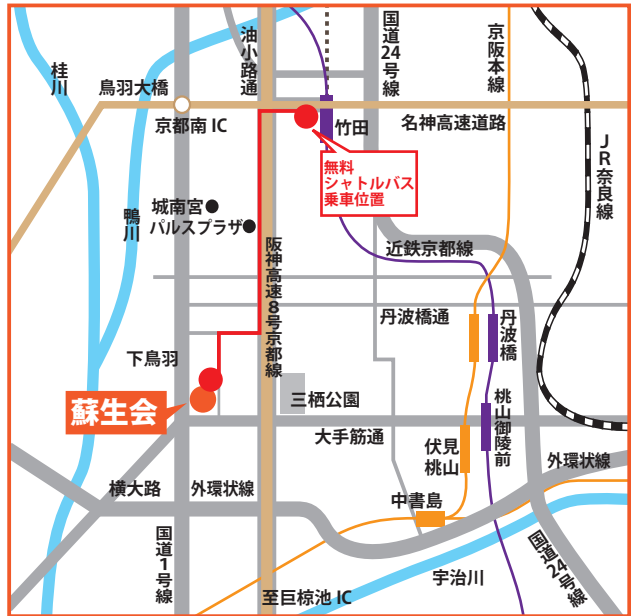 桂川
鳥羽大橋
油小路通
国道24号線
京阪本線
京都南 IC
竹田
名神高速道路
JR奈良線
無料
シャトルバス
乗車位置
鴨川
城南宮
パルスプラザ
近鉄京都線
阪神高速8号京都線
丹波橋通
丹波橋
下鳥羽
蘇生会
三栖公園
桃山御陵前
大手筋通
伏見
桃山
外環状線
横大路
外環状線
中書島
国道1号線
国道24号線
宇治川
至巨椋池 IC